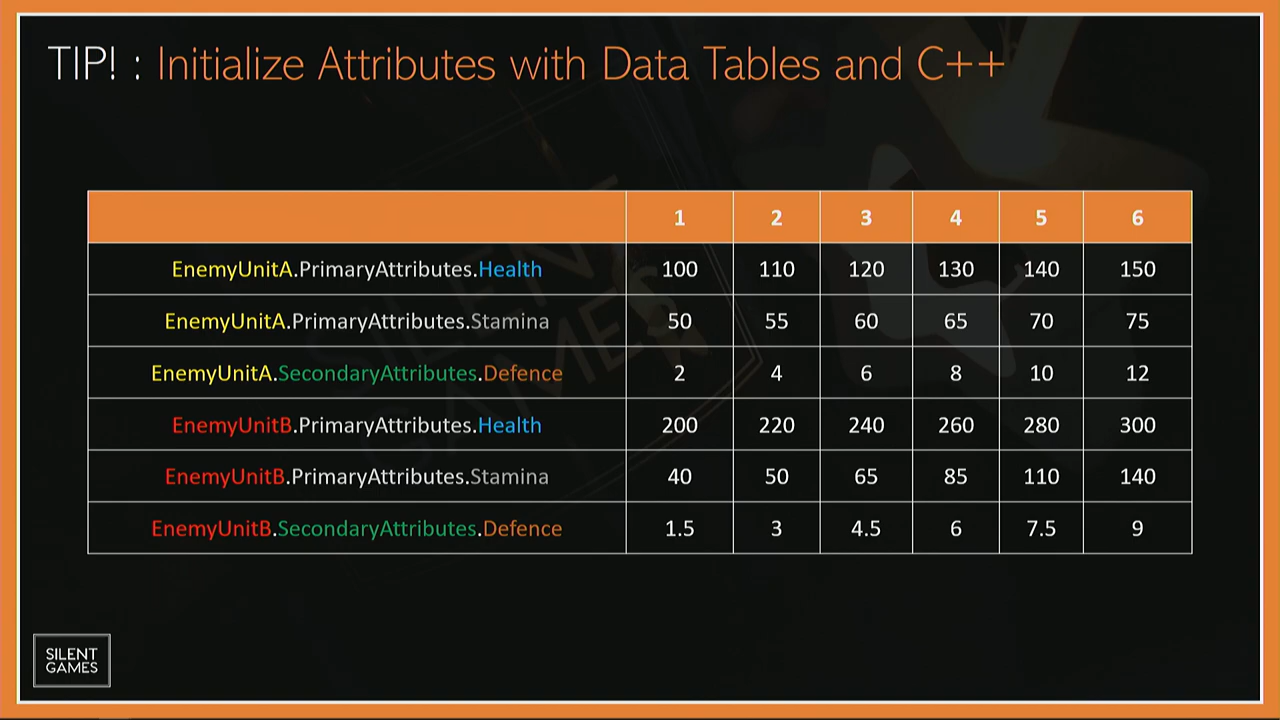 TIP! : Initialize Attributes with Data Tables and C++
1 2 3 4 5 6
EnemyUnitA.PrimaryAttributes.Health 100 110 120 130 140 150
EnemyUnitA.PrimaryAttributes.Stamina 50 55 60 65 70 75
EnemyUnitA.SecondaryAttributes.Defence 2 4 6 8 10 12
EnemyUnitB.PrimaryAttributes.Health 200 220 240 260 280 300
EnemyUnitB.PrimaryAttributes.Stamina 40 50 65 85 110 140
EnemyUnitB.SecondaryAttributes.Defence 1.5 3 4.5 6 7.5 9
SILENT
GAMES